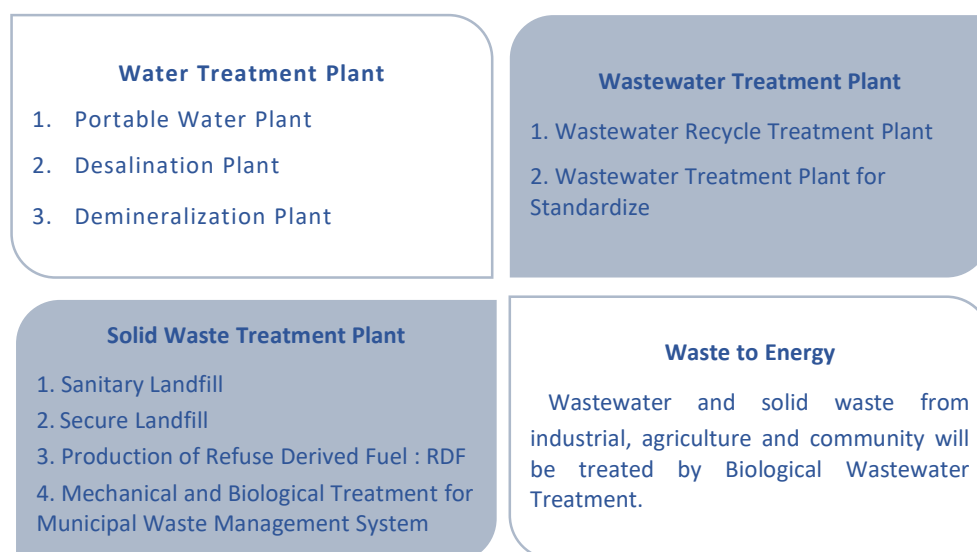 Water Treatment Plant
1. Portable Water Plant
2. Desalination Plant
3. Demineralization Plant
Wastewater Treatment Plant
1. Wastewater Recycle Treatment Plant
2. Wastewater Treatment Plant for
Standardize
Solid Waste Treatment Plant
1. Sanitary Landfill
2. Secure Landfill
3. Production of Refuse Derived Fuel : RDF
4. Mechanical and Biological Treatment for
Municipal Waste Management System
Waste to Energy
Wastewater and solid waste from
industrial, agriculture and community will
be treated by Biological Wastewater
Treatment.